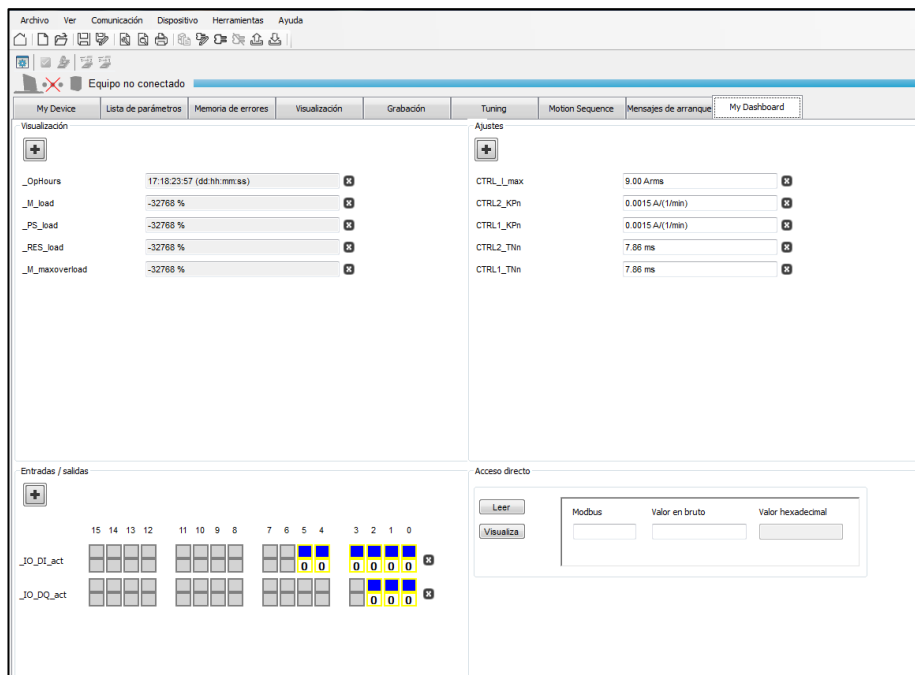 Archivo Ver Comunicación Dispositivo Herramientas Ayuda
Equipo no conectado
My Device Lista de parámetros Memoria de errores Visualización Grabación Tuning Motion Sequence Mensajes de arranque My Dashboard
Visualización
_OpHours 17:18:23:57 (dd:hh:mm:ss)
_M_load -32768 %
_PS_load -32768 %
_RES_load -32768 %
_M_maxoverload -32768 %
Ajustes
CTRL_I_max 9.00 Arms
CTRL2_KPn 0.0015 A/(1/min)
CTRL1_KPn 0.0015 A/(1/min)
CTRL2_TNn 7.86 ms
CTRL1_TNn 7.86 ms
Entradas / salidas
15 14 13 12 11 10 9 8 7 6 5 4 3 2 1 0
_IO_DI_act 0 0 0 0 0 0
_IO_DQ_act 0 0 0
Acceso directo
Leer
Visualiza
Modbus Valor en bruto Valor hexadecimal